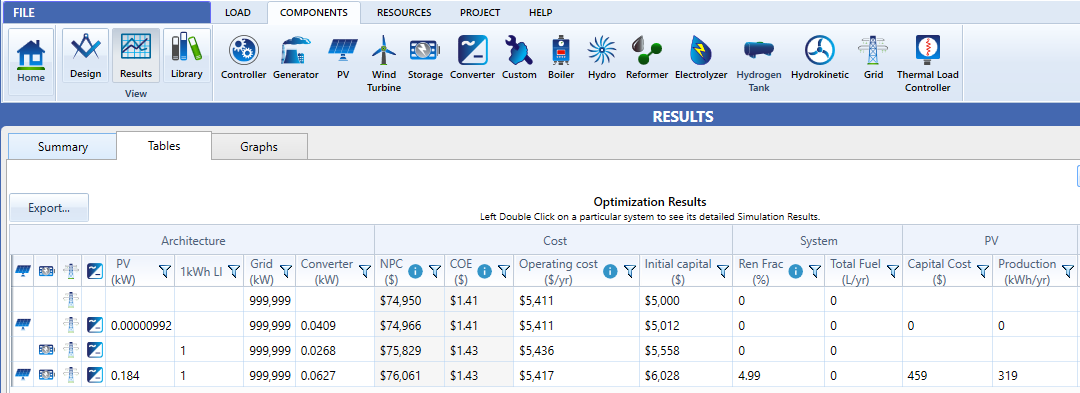 FILE LOAD COMPONENTS RESOURCES PROJECT HELP
Home Design Results Library Controller Generator PV Wind Turbine Storage Converter Custom Boiler Hydro Reformer Electrolyzer Hydrogen Tank Hydrokinetic Grid Thermal Load Controller
View
RESULTS
Summary Tables Graphs
Export...
Optimization Results
Left Double Click on a particular system to see its detailed Simulation Results.
Architecture Cost System PV
PV (kW) 1kWh LI Grid (kW) Converter (kW) NPC ($) COE ($) Operating cost ($/yr) Initial capital ($) Ren Frac (%) Total Fuel (L/yr) Capital Cost ($) Production (kWh/yr)
999,999 $74,950 $1.41 $5,411 $5,000 0 0
0.00000992 999,999 0.0409 $74,966 $1.41 $5,411 $5,012 0 0 0 0
1 999,999 0.0268 $75,829 $1.43 $5,436 $5,558 0 0
0.184 1 999,999 0.0627 $76,061 $1.43 $5,417 $6,028 4.99 0 459 319